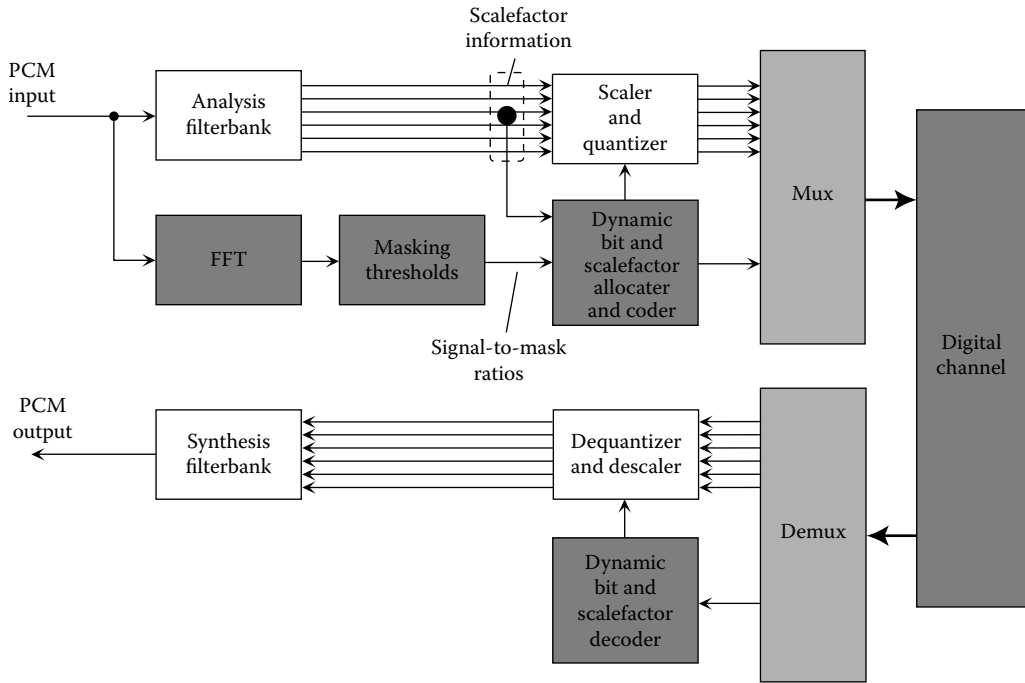 Scalefactor
information
PCM
input
Analysis
filterbank
Scaler
and
quantizer
Mux
FFT
Masking
thresholds
Dynamic
bit and
scalefactor
allocater
and coder
Signal-to-mask
ratios
Digital
channel
PCM
output
Synthesis
filterbank
Dequantizer
and descaler
Demux
Dynamic
bit and
scalefactor
decoder